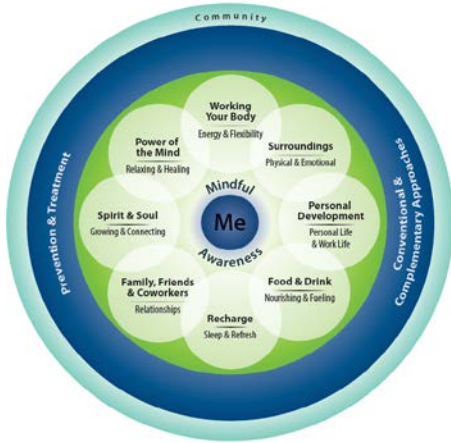 Community
Prevention & Treatment
Conventional &
Complementary Approaches
Working
Your Body
Energy & Flexibility
Surroundings
Physical & Emotional
Personal
Development
Personal Life
& Work Life
Food & Drink
Nourishing & Fueling
Recharge
Sleep & Refresh
Family, Friends
& Coworkers
Relationships
Spirit & Soul
Growing & Connecting
Power of
the Mind
Relaxing & Healing
Mindful
Me
Awareness